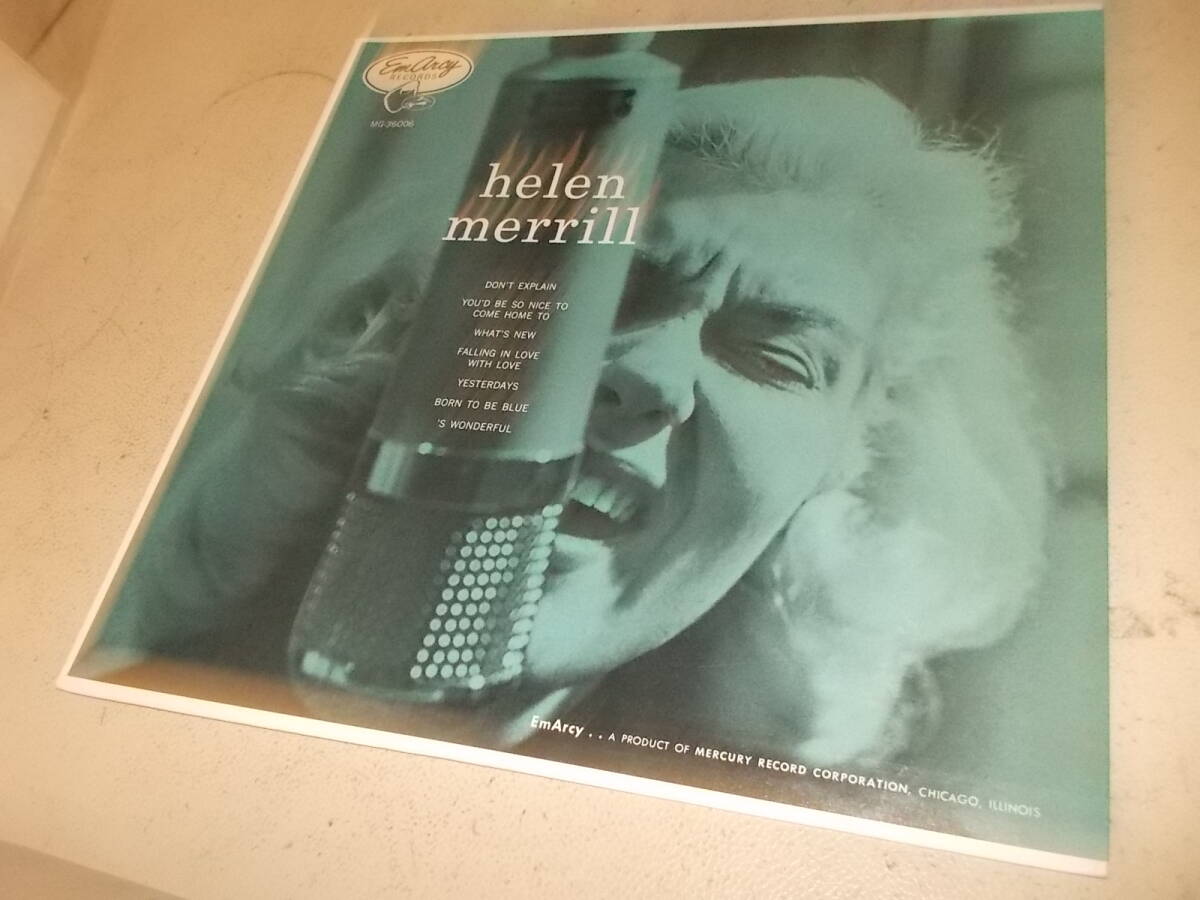 EmArcy
RECORDS
MG-36006
helen
merrill
DON'T EXPLAIN
YOU'D BE SO NICE TO
COME HOME TO
WHAT'S NEW
FALLING IN LOVE
WITH LOVE
YESTERDAYS
BORN TO BE BLUE
'S WONDERFUL
EmArcy . . A PRODUCT OF MERCURY RECORD CORPORATION, CHICAGO, ILLINOIS